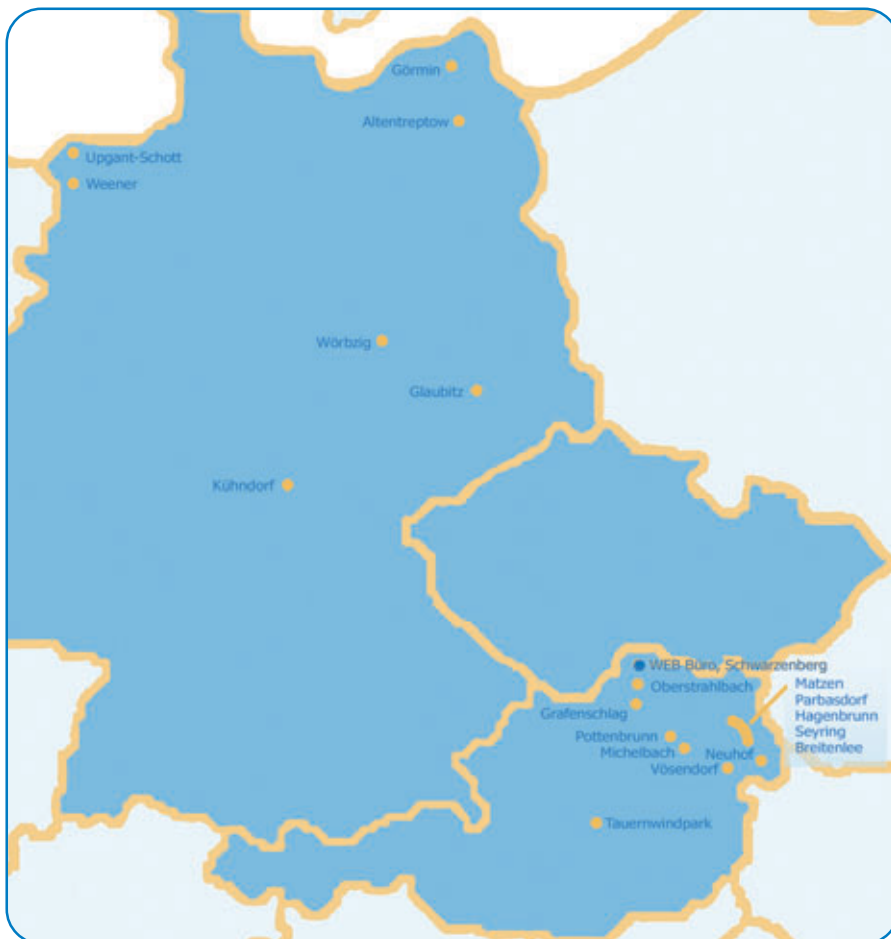 Görmin
Altentreptow
Upgant-Schott
Weener
Wörbzig
Glaubitz
Kühndorf
WEB Büro, Schwarzenberg
Oberstrahlbach
Grafenschlag
Matzen
Parbasdorf
Hagenbrunn
Seyring
Breitenlee
Pottenbrunn
Michelbach
Neuhof
Vösendorf
Tauernwindpark